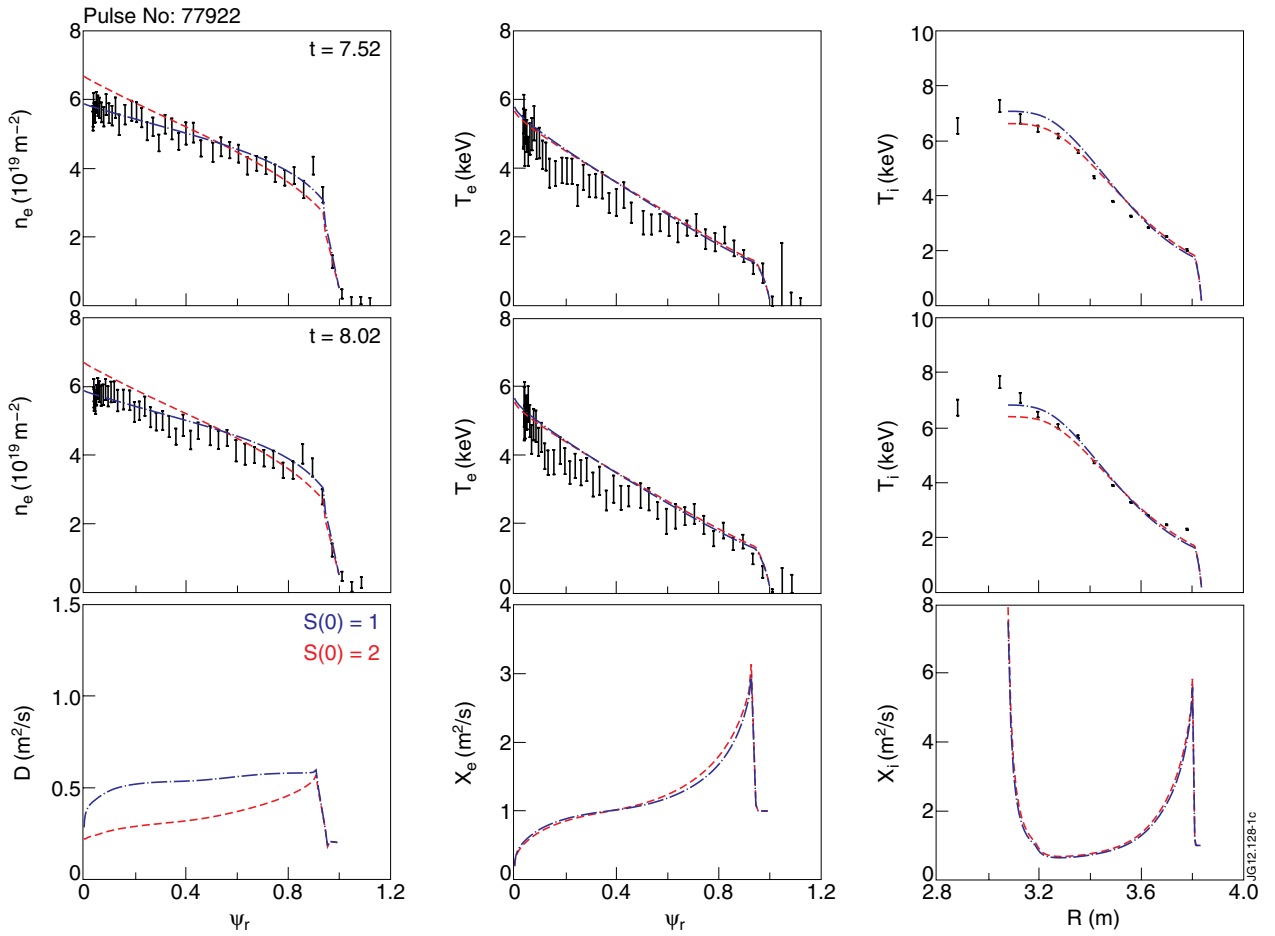 Pulse No: 77922
8
6
4
2
0
n_e (10^19 m^-2)
t = 7.52
8
6
4
2
0
T_e (keV)
10
8
6
4
2
0
T_i (keV)
8
6
4
2
0
n_e (10^19 m^-2)
t = 8.02
8
6
4
2
0
T_e (keV)
10
8
6
4
2
0
T_i (keV)
1.5
1.0
0.5
0
D (m^2/s)
S(0) = 1
S(0) = 2
0 0.4 0.8 1.2
ψ_r
4
3
2
1
0
X_e (m^2/s)
0 0.4 0.8 1.2
ψ_r
8
6
4
2
0
X_i (m^2/s)
2.8 3.2 3.6 4.0
R (m)
JG12.128-1c